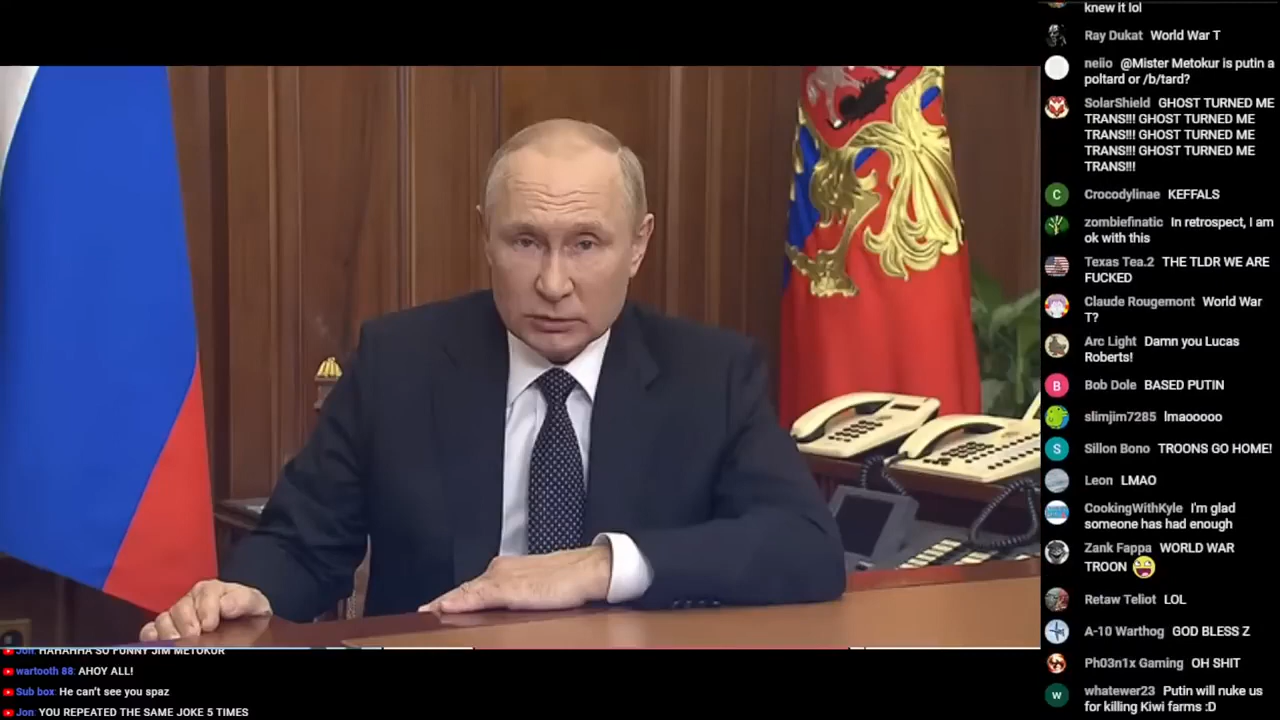 knew it lol
Ray Dukat World War T
neiio @Mister Metokur is putin a
poltard or /b/tard?
SolarShield GHOST TURNED ME
TRANS!!! GHOST TURNED ME
TRANS!!! GHOST TURNED ME
TRANS!!! GHOST TURNED ME
TRANS!!!
C
Crocodylinae KEFFALS
zombiefinatic In retrospect, I am
ok with this
Texas Tea.2 THE TLDR WE ARE
FUCKED
Claude Rougemont World War
T?
Arc Light Damn you Lucas
Roberts!
B
Bob Dole BASED PUTIN
slimjim7285 lmaooooo
S
Sillon Bono TROONS GO HOME!
Leon LMAO
CookingWithKyle I'm glad
someone has had enough
Zank Fappa WORLD WAR
TROON
Retaw Teliot LOL
A-10 Warthog GOD BLESS Z
Ph03n1x Gaming OH SHIT
W
whatewer23 Putin will nuke us
for killing Kiwi farms :D
Jon: HAHAHHA SO FUNNY JIM METOKUR
wartooth 88: AHOY ALL!
Sub box: He can't see you spaz
Jon: YOU REPEATED THE SAME JOKE 5 TIMES